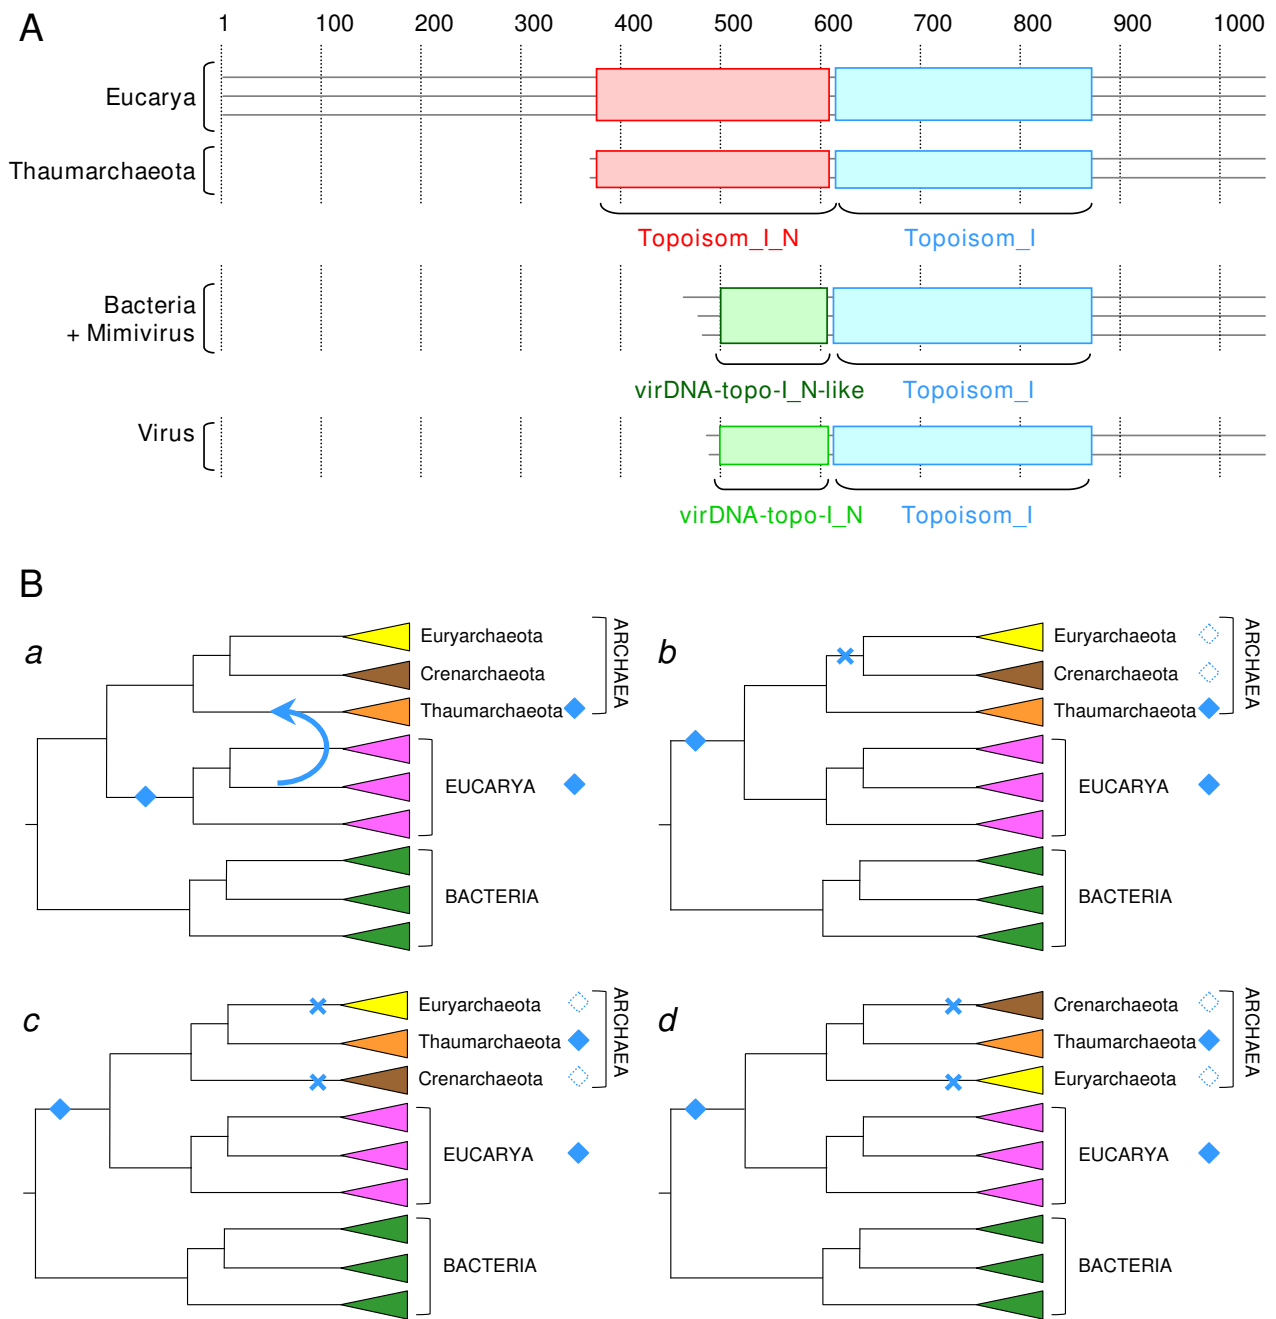 A
1 100 200 300 400 500 600 700 800 900 1000
Eucarya
Thaumarchaeota
Topoisom_I_N Topoisom_I
Bacteria
+ Mimivirus
virDNA-topo-I_N-like Topoisom_I
Virus
virDNA-topo-I_N Topoisom_I
B
a
Euryarchaeota
Crenarchaeota
Thaumarchaeota
ARCHAEA
EUCARYA
BACTERIA
b
Euryarchaeota
Crenarchaeota
Thaumarchaeota
ARCHAEA
EUCARYA
BACTERIA
c
Euryarchaeota
Thaumarchaeota
Crenarchaeota
ARCHAEA
EUCARYA
BACTERIA
d
Crenarchaeota
Thaumarchaeota
Euryarchaeota
ARCHAEA
EUCARYA
BACTERIA